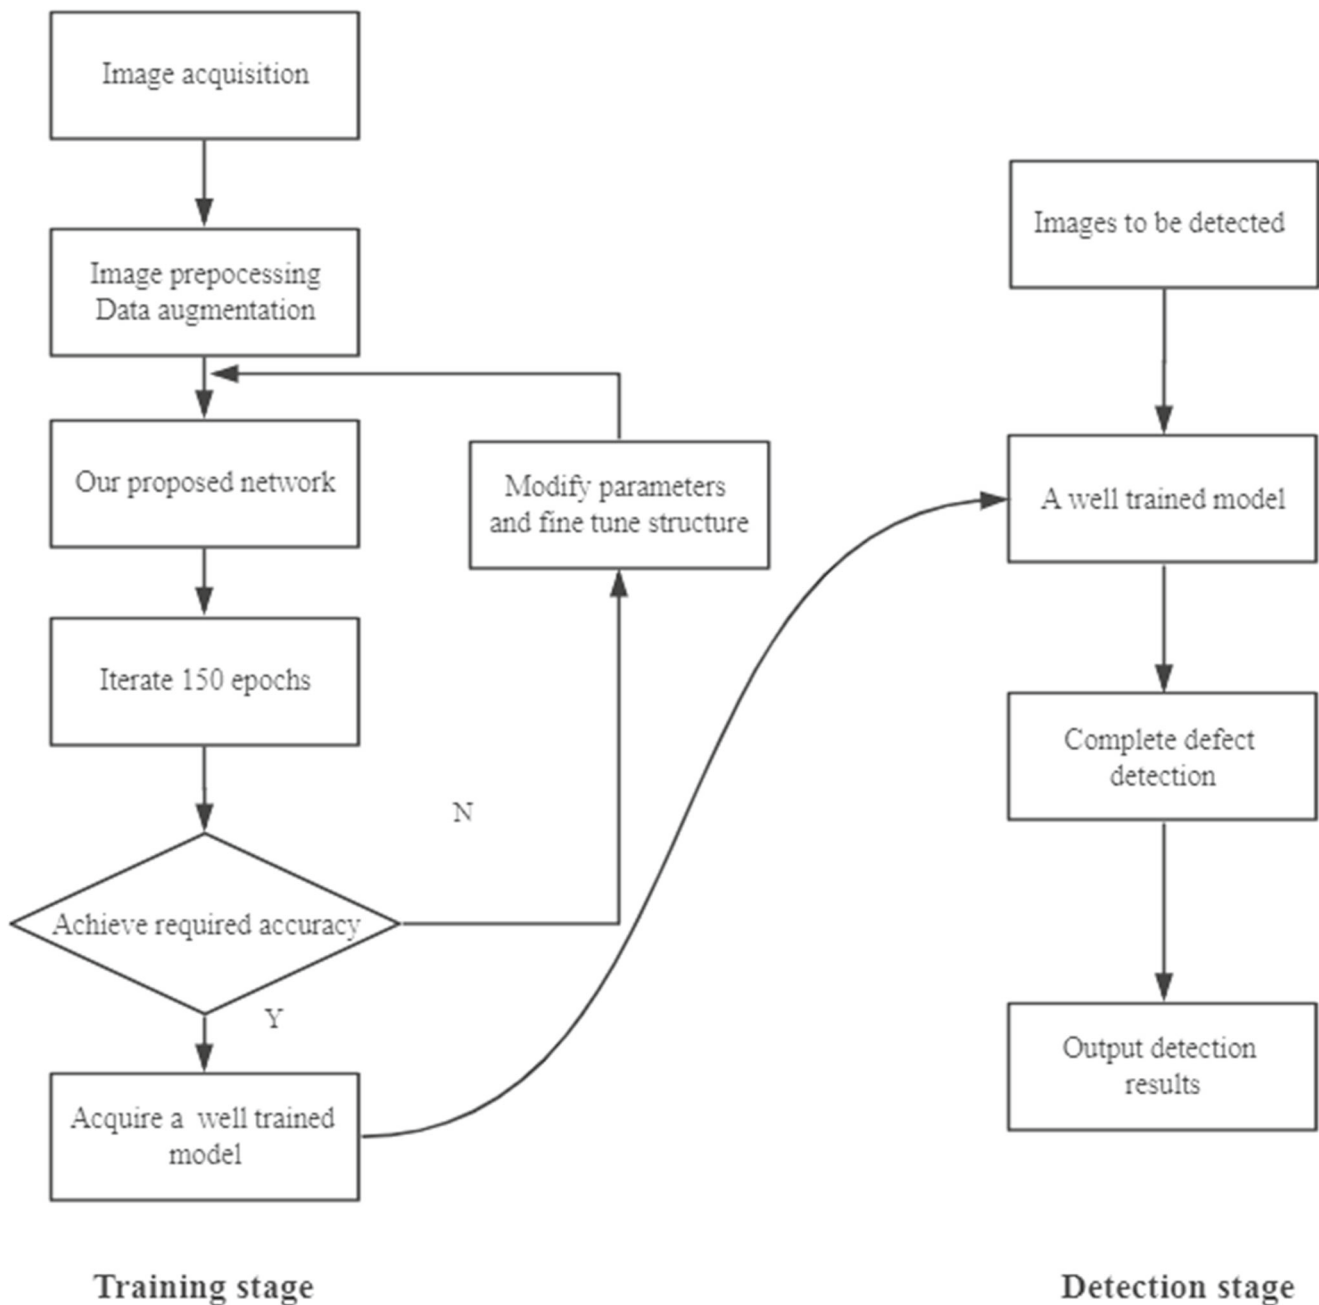 Image acquisition
Image prepocessing
Data augmentation
Our proposed network
Iterate 150 epochs
Achieve required accuracy
N
Y
Modify parameters
and fine tune structure
Acquire a well trained
model
Training stage
Images to be detected
A well trained model
Complete defect
detection
Output detection
results
Detection stage